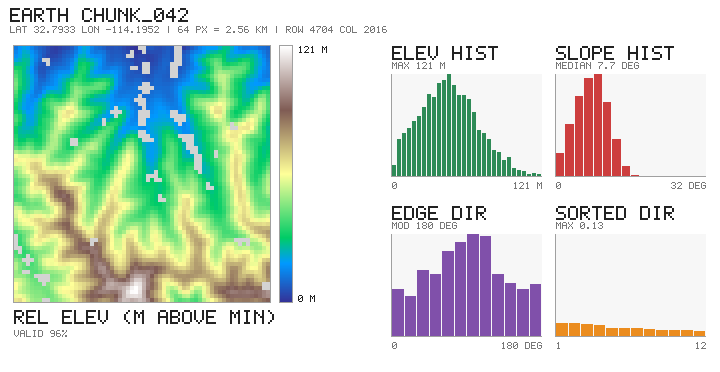 EARTH CHUNK_042
LAT 32.7933 LON -114.1952 | 64 PX = 2.56 KM | ROW 4704 COL 2016
121 M
0 M
REL ELEV (M ABOVE MIN)
VALID 96%
ELEV HIST
MAX 121 M
0 121 M
SLOPE HIST
MEDIAN 7.7 DEG
0 32 DEG
EDGE DIR
MOD 180 DEG
0 180 DEG
SORTED DIR
MAX 0.13
1 12